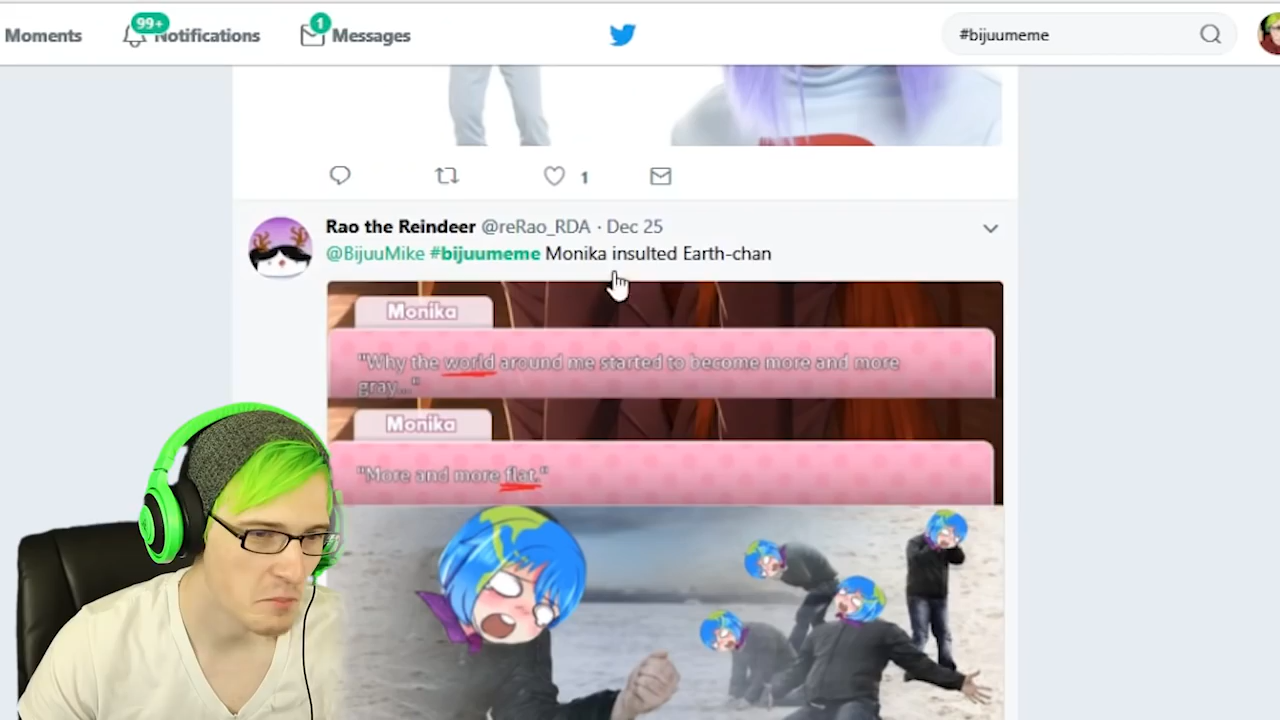 Moments 99+ Notifications 1 Messages #bijuumeme
1
Rao the Reindeer @reRao_RDA · Dec 25
@BijuuMike #bijuumeme Monika insulted Earth-chan
Monika
"Why the world around me started to become more and more
gray..."
Monika
"More and more flat."